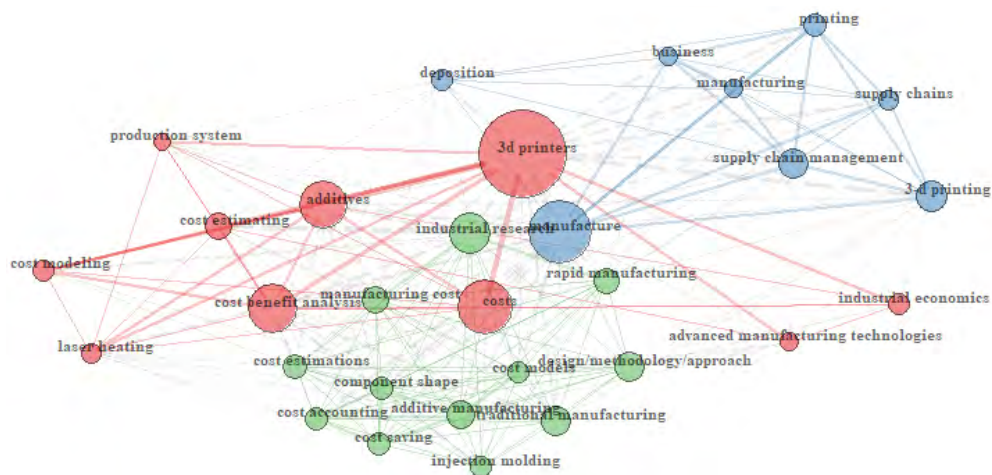 printing
business
deposition
manufacturing
supply chains
production system
3d printers
supply chain management
3-d printing
additives
cost estimating
industrial research
manufacture
cost modeling
rapid manufacturing
cost benefit analysis
manufacturing cost
costs
industrial economics
advanced manufacturing technologies
laser heating
cost estimations
design/methodology/approach
cost models
component shape
cost accounting
additive manufacturing
traditional manufacturing
cost saving
injection molding